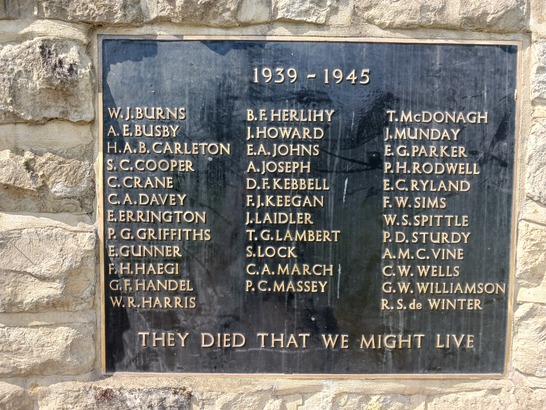 1939 - 1945
W. J. BURNS
A. E. BUSBY
H. A. B. CARLETON
S. C. COOPER
C. CRANE
C. A. DAVEY
E. ERRINGTON
P. G. GRIFFITHS
E. GUNNER
F. H. HAEGI
G. F. HANDEL
W. R. HARRIS
B. F. HERLIHY
J. HOWARD
E. A. JOHNS
A. JOSEPH
D. F. KEBBELL
F. J. KEEGAN
J. LAIDLER
T. G. LAMBERT
S. LOCK
C. A. MARCH
P. C. MASSEY
T. McDONAGH
J. MUNDAY
E. G. PARKER
P. H. RODWELL
E. C. RYLAND
F. W. SIMS
W. S. SPITTLE
P. D. STURDY
A. M. C. VINE
C. W. WELLS
G. W. WILLIAMSON
R. S. de WINTER
THEY DIED THAT WE MIGHT LIVE